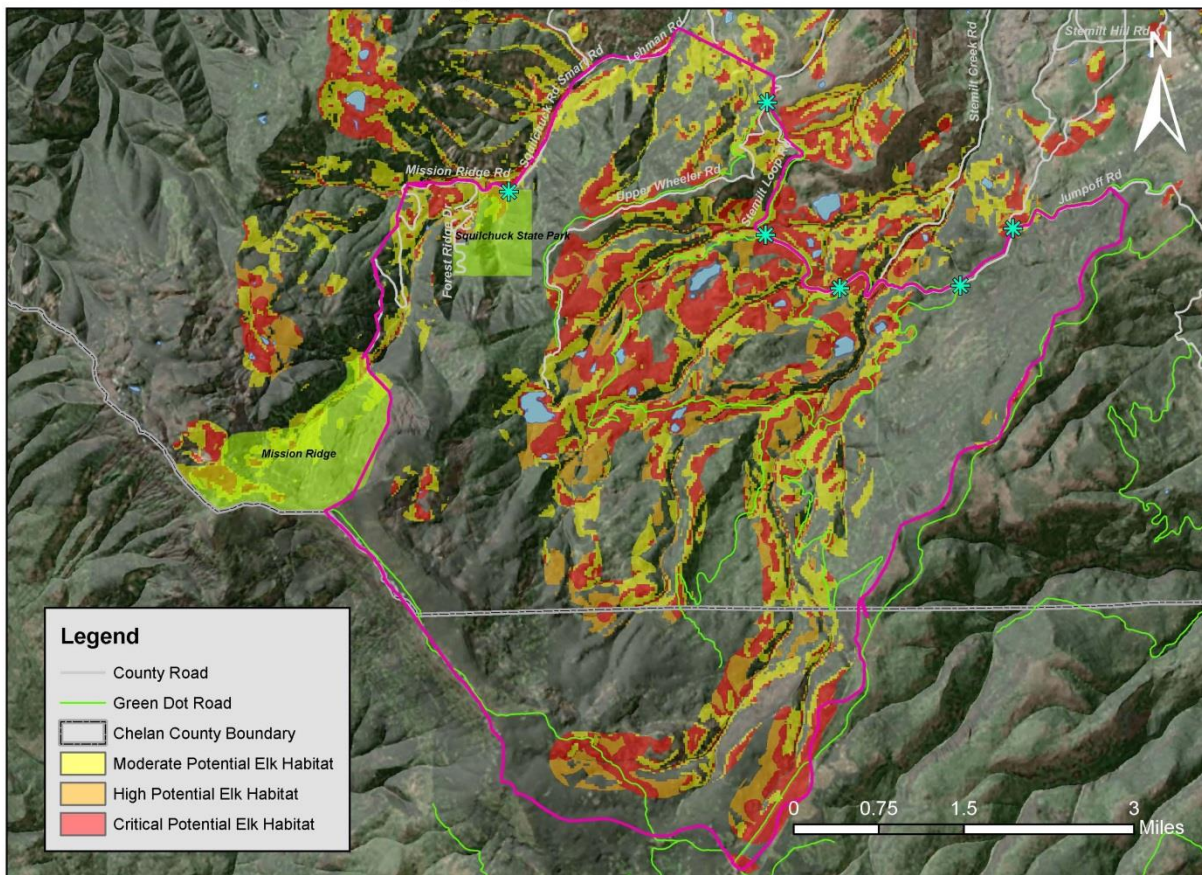 Stemilt Hill Rd
N
Lehman Rd
Squilchuck Rd Smart Rd
Stemilt Creek Rd
Mission Ridge Rd
Upper Wheeler Rd
Stemilt Loop
Jumpoff Rd
Forest Ridge Dr
Squilchuck State Park
Mission Ridge
Legend
County Road
Green Dot Road
Chelan County Boundary
Moderate Potential Elk Habitat
High Potential Elk Habitat
Critical Potential Elk Habitat
0 0.75 1.5 3
Miles